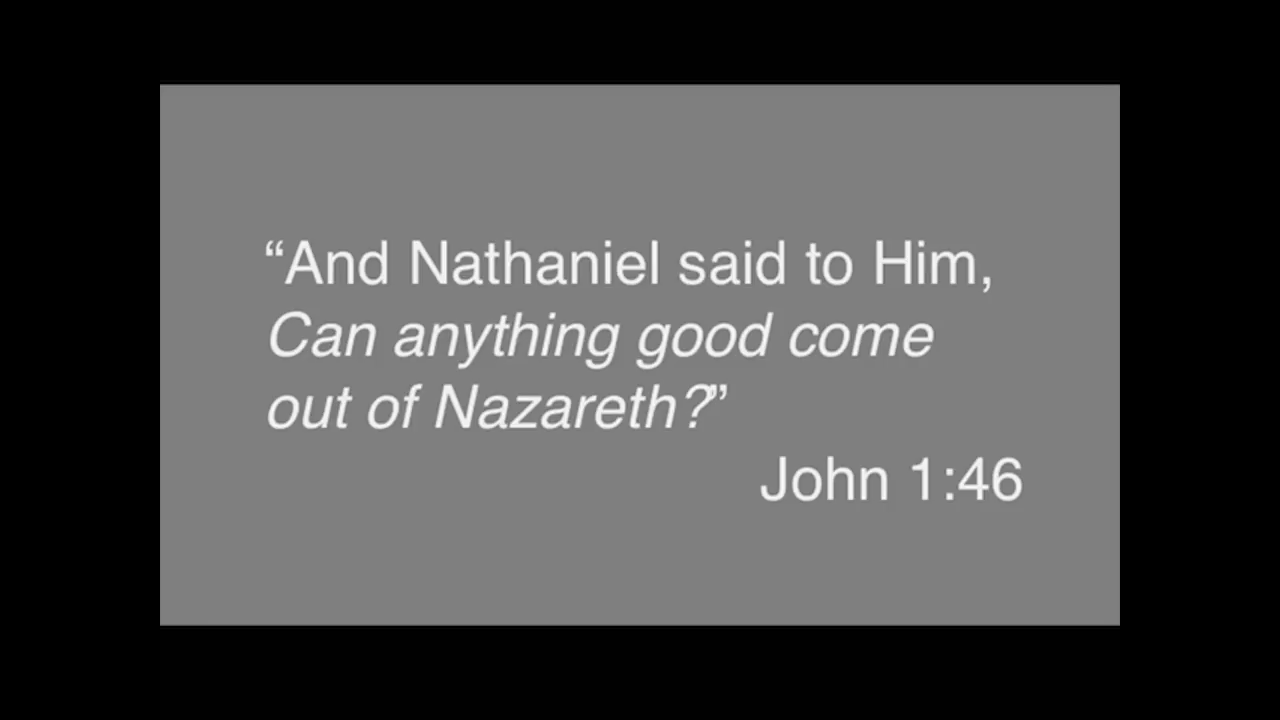 “And Nathaniel said to Him,
Can anything good come
out of Nazareth?”
John 1:46